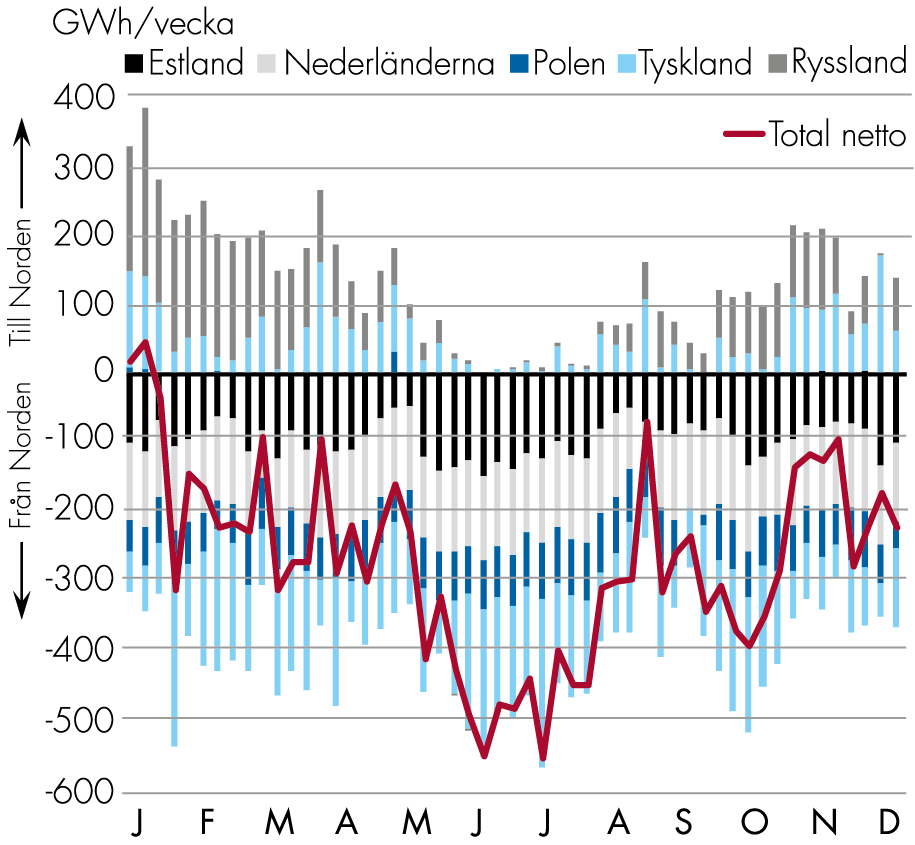 GWh/vecka
Estland Nederländerna Polen Tyskland Ryssland
400
Total netto
300
200
100
0
-100
-200
-300
-400
-500
-600
Till Norden
Från Norden
J F M A M J J A S O N D